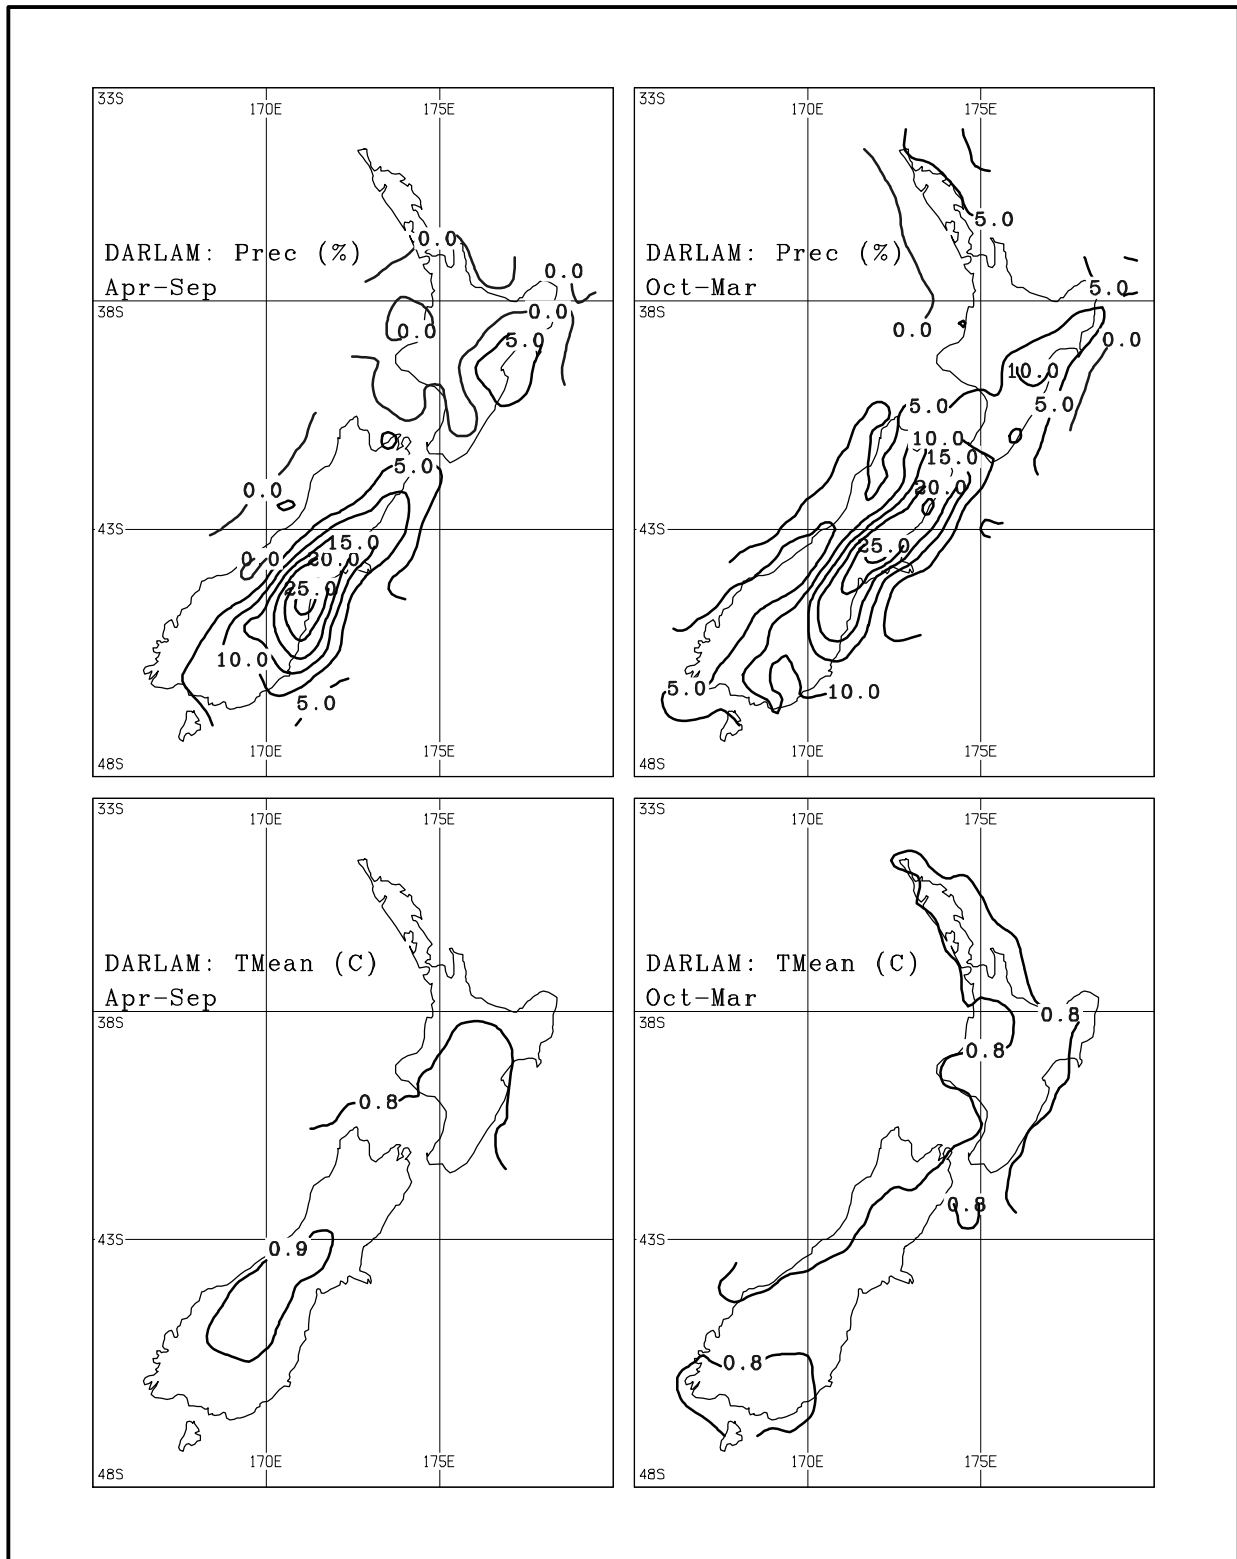 33S
170E 175E
0.0
DARLAM: Prec (%)
Apr-Sep
0.0
38S
0.0
0.0
5.0
5.0
0.0
43S
15.0
0.0 20.0
25.0
10.0
5.0
170E 175E
48S
33S
170E 175E
5.0
DARLAM: Prec (%)
Oct-Mar
5.0
38S
0.0
0.0
10.0
5.0 5.0
10.0
15.0
20.0
43S
25.0
5.0 10.0
170E 175E
48S
33S
170E 175E
DARLAM: TMean (C)
Apr-Sep
38S
0.8
43S
0.9
170E 175E
48S
33S
170E 175E
DARLAM: TMean (C)
Oct-Mar
38S
0.8
0.8
0.8
43S
0.8
170E 175E
48S